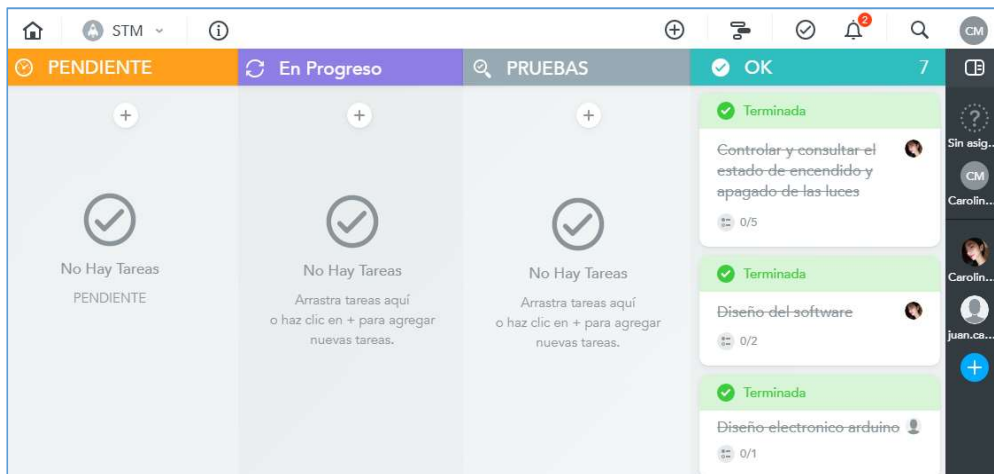 STM
2
CM
PENDIENTE
En Progreso
PRUEBAS
OK 7
No Hay Tareas
PENDIENTE
No Hay Tareas
Arrastra tareas aquí
o haz clic en + para agregar
nuevas tareas.
No Hay Tareas
Arrastra tareas aquí
o haz clic en + para agregar
nuevas tareas.
Terminada
Controlar y consultar el
estado de encendido y
apagado de las luces
0/5
Terminada
Diseño del software
0/2
Terminada
Diseño electronico arduino
0/1
Sin asig...
CM
Carolin...
Carolin...
juan.ca...